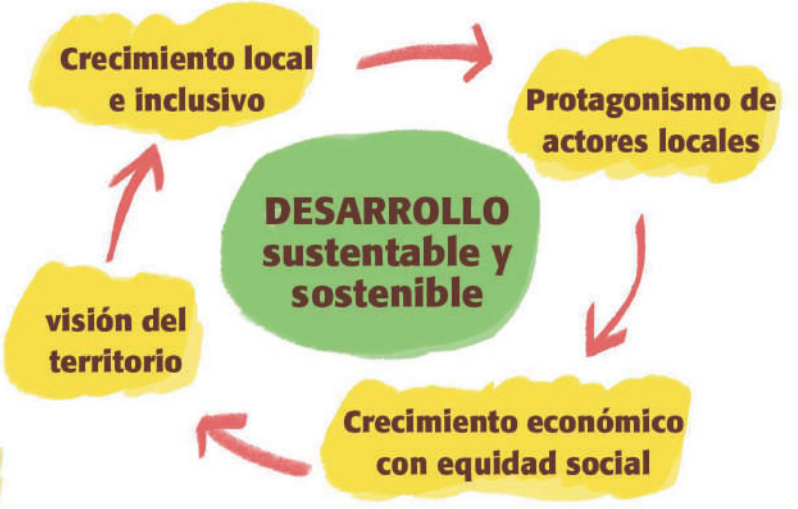 Crecimiento local
e inclusivo
Protagonismo de
actores locales
DESARROLLO
sustentable y
sostenible
visión del
territorio
Crecimiento económico
con equidad social